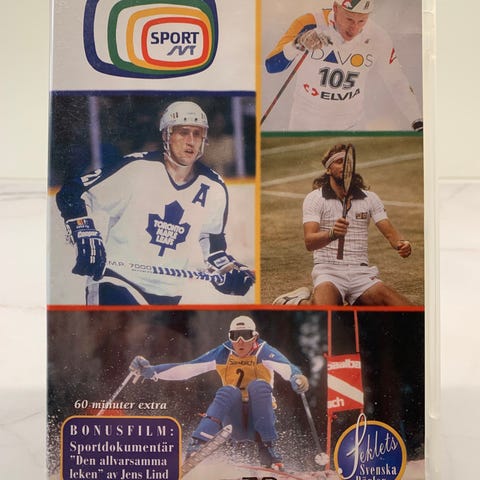 SPORT
SVT
DAVOS
105
ELVIA
A
TORONTO
MAPLE
LEAFS
M.P. 7000
2
60 minuter extra
BONUSFILM:
Sportdokumentär
"Den allvarsamma
leken" av Jens Lind
Seklets
Svenska